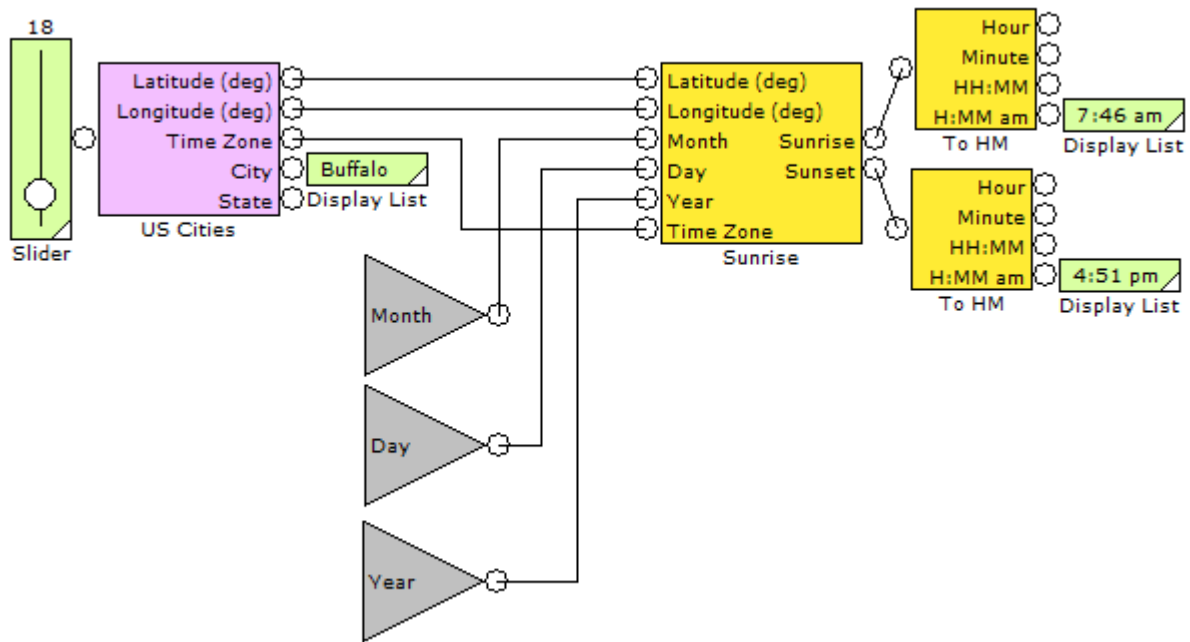 18
Slider
Latitude (deg)
Longitude (deg)
Time Zone
City
State
US Cities
Buffalo
Display List
Month
Day
Year
Latitude (deg)
Longitude (deg)
Month
Day
Year
Time Zone
Sunrise
Sunset
Sunrise
Hour
Minute
HH:MM
H:MM am
To HM
7:46 am
Display List
Hour
Minute
HH:MM
H:MM am
To HM
4:51 pm
Display List